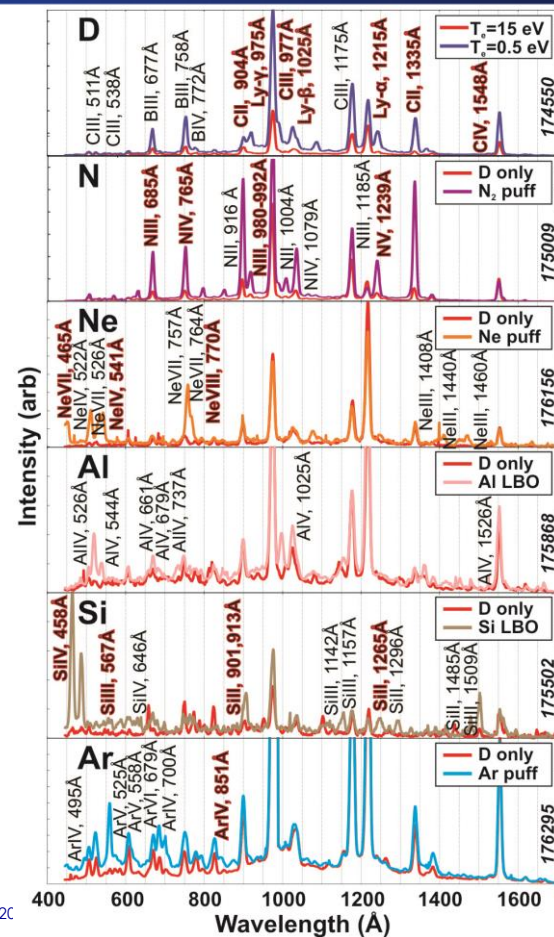 Intensity (arb)
D
CIII, 511Å
CIII, 538Å
BIII, 677Å
BIII, 758Å
BIV, 772Å
CII, 904Å
Ly-γ, 975Å
CIII, 977Å
Ly-β, 1025Å
CIII, 1175Å
Ly-α, 1215Å
CII, 1335Å
CIV, 1548Å
Te=15 eV
Te=0.5 eV
174550
N
NIII, 685Å
NIV, 765Å
NII, 916 Å
NIII, 980-992Å
NII, 1004Å
NIV, 1079Å
NIII, 1185Å
NV, 1239Å
D only
N₂ puff
175009
Ne
NeVII, 465Å
NeIV, 522Å
NeVII, 526Å
NeIV, 541Å
NeVII, 757Å
NeVII, 764Å
NeVIII, 770Å
NeIII, 1408Å
NeIII, 1440Å
NeIII, 1460Å
D only
Ne puff
176156
Al
AlIV, 526Å
AlV, 544Å
AlV, 661Å
AlV, 679Å
AlIV, 737Å
AlV, 1025Å
AlV, 1526Å
D only
Al LBO
175868
Si
SiIV, 458Å
SiIII, 567Å
SiIV, 646Å
SiII, 901,913Å
SiIII, 1142Å
SiIII, 1157Å
SiII, 1265Å
SiII, 1296Å
SiII, 1485Å
SiII, 1509Å
D only
Si LBO
175502
Ar
ArIV, 495Å
ArV, 525Å
ArV, 558Å
ArVI, 679Å
ArIV, 700Å
ArIV, 851Å
D only
Ar puff
176295
400 600 800 1000 1200 1400 1600
Wavelength (Å)